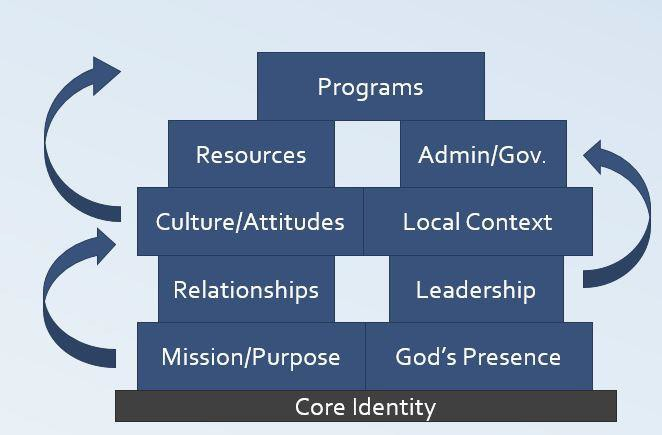 Programs
Resources
Admin/Gov.
Culture/Attitudes
Local Context
Relationships
Leadership
Mission/Purpose
God's Presence
Core Identity